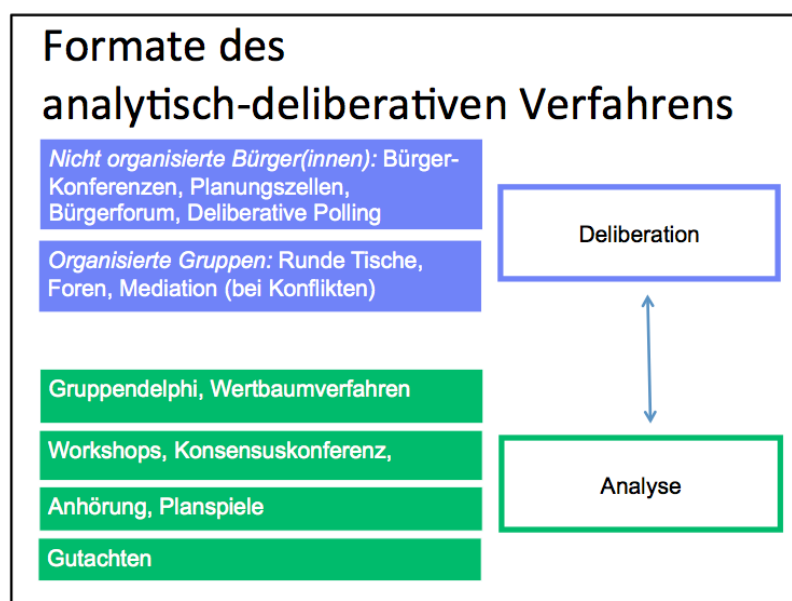 Formate des
analytisch-deliberativen Verfahrens
Nicht organisierte Bürger(innen): Bürger-
Konferenzen, Planungszellen,
Bürgerforum, Deliberative Polling
Organisierte Gruppen: Runde Tische,
Foren, Mediation (bei Konflikten)
Deliberation
Gruppendelphi, Wertbaumverfahren
Workshops, Konsensuskonferenz,
Anhörung, Planspiele
Gutachten
Analyse